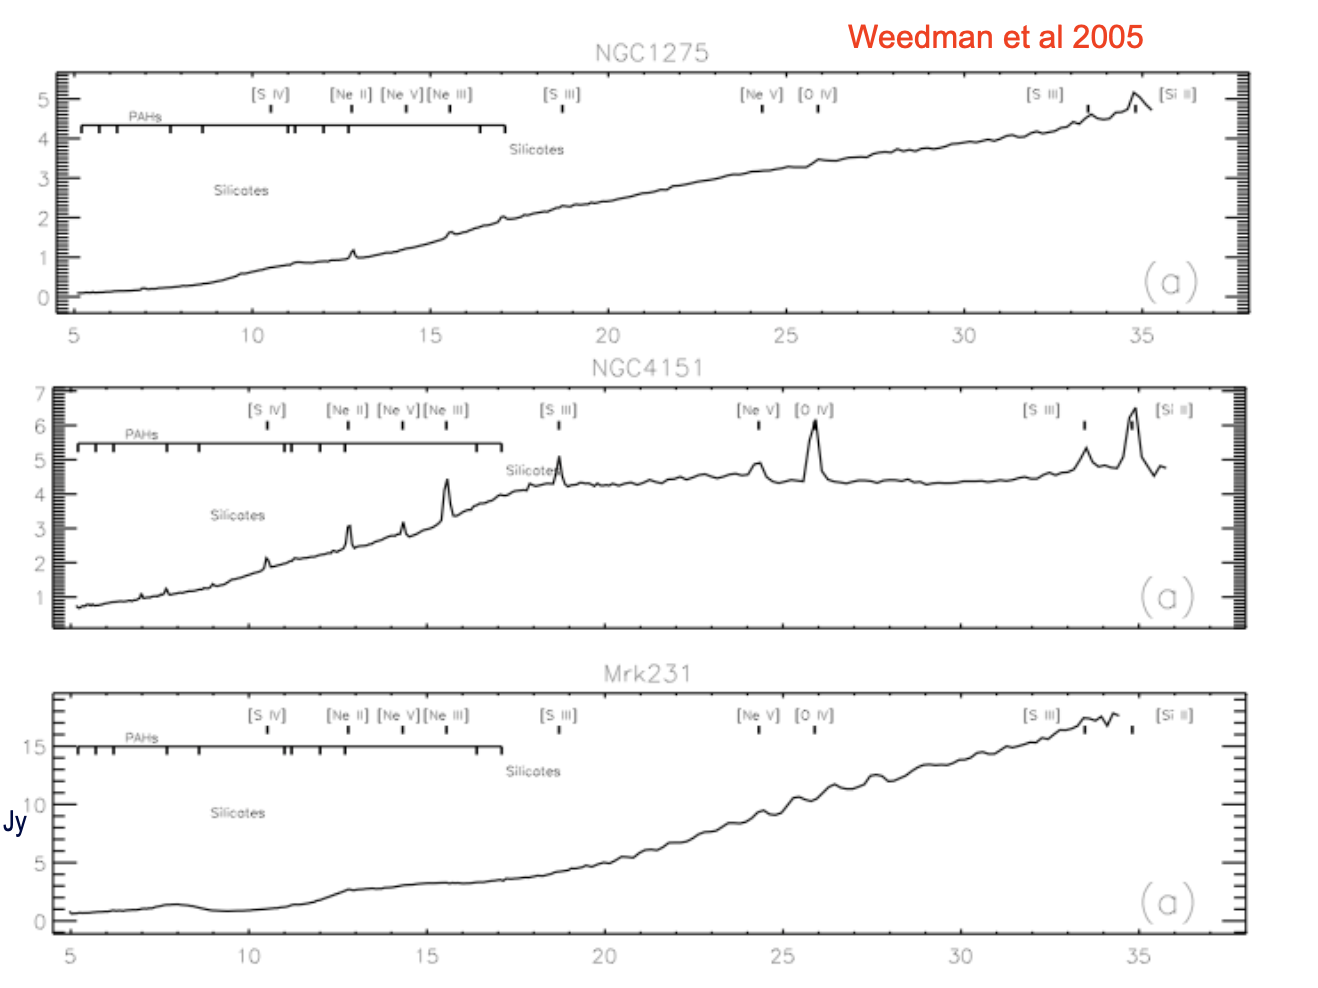 Weedman et al 2005
NGC1275
[S IV] [Ne II] [Ne V] [Ne III] [S III] [Ne V] [O IV] [S III] [Si II]
PAHs
Silicates
Silicates
(a)
5
4
3
2
1
0
5 10 15 20 25 30 35
NGC4151
[S IV] [Ne II] [Ne V] [Ne III] [S III] [Ne V] [O IV] [S III] [Si II]
PAHs
Silicates
Silicates
(a)
7
6
5
4
3
2
1
Mrk231
[S IV] [Ne II] [Ne V] [Ne III] [S III] [Ne V] [O IV] [S III] [Si II]
PAHs
Silicates
Silicates
(a)
Jy
15
10
5
0
5 10 15 20 25 30 35